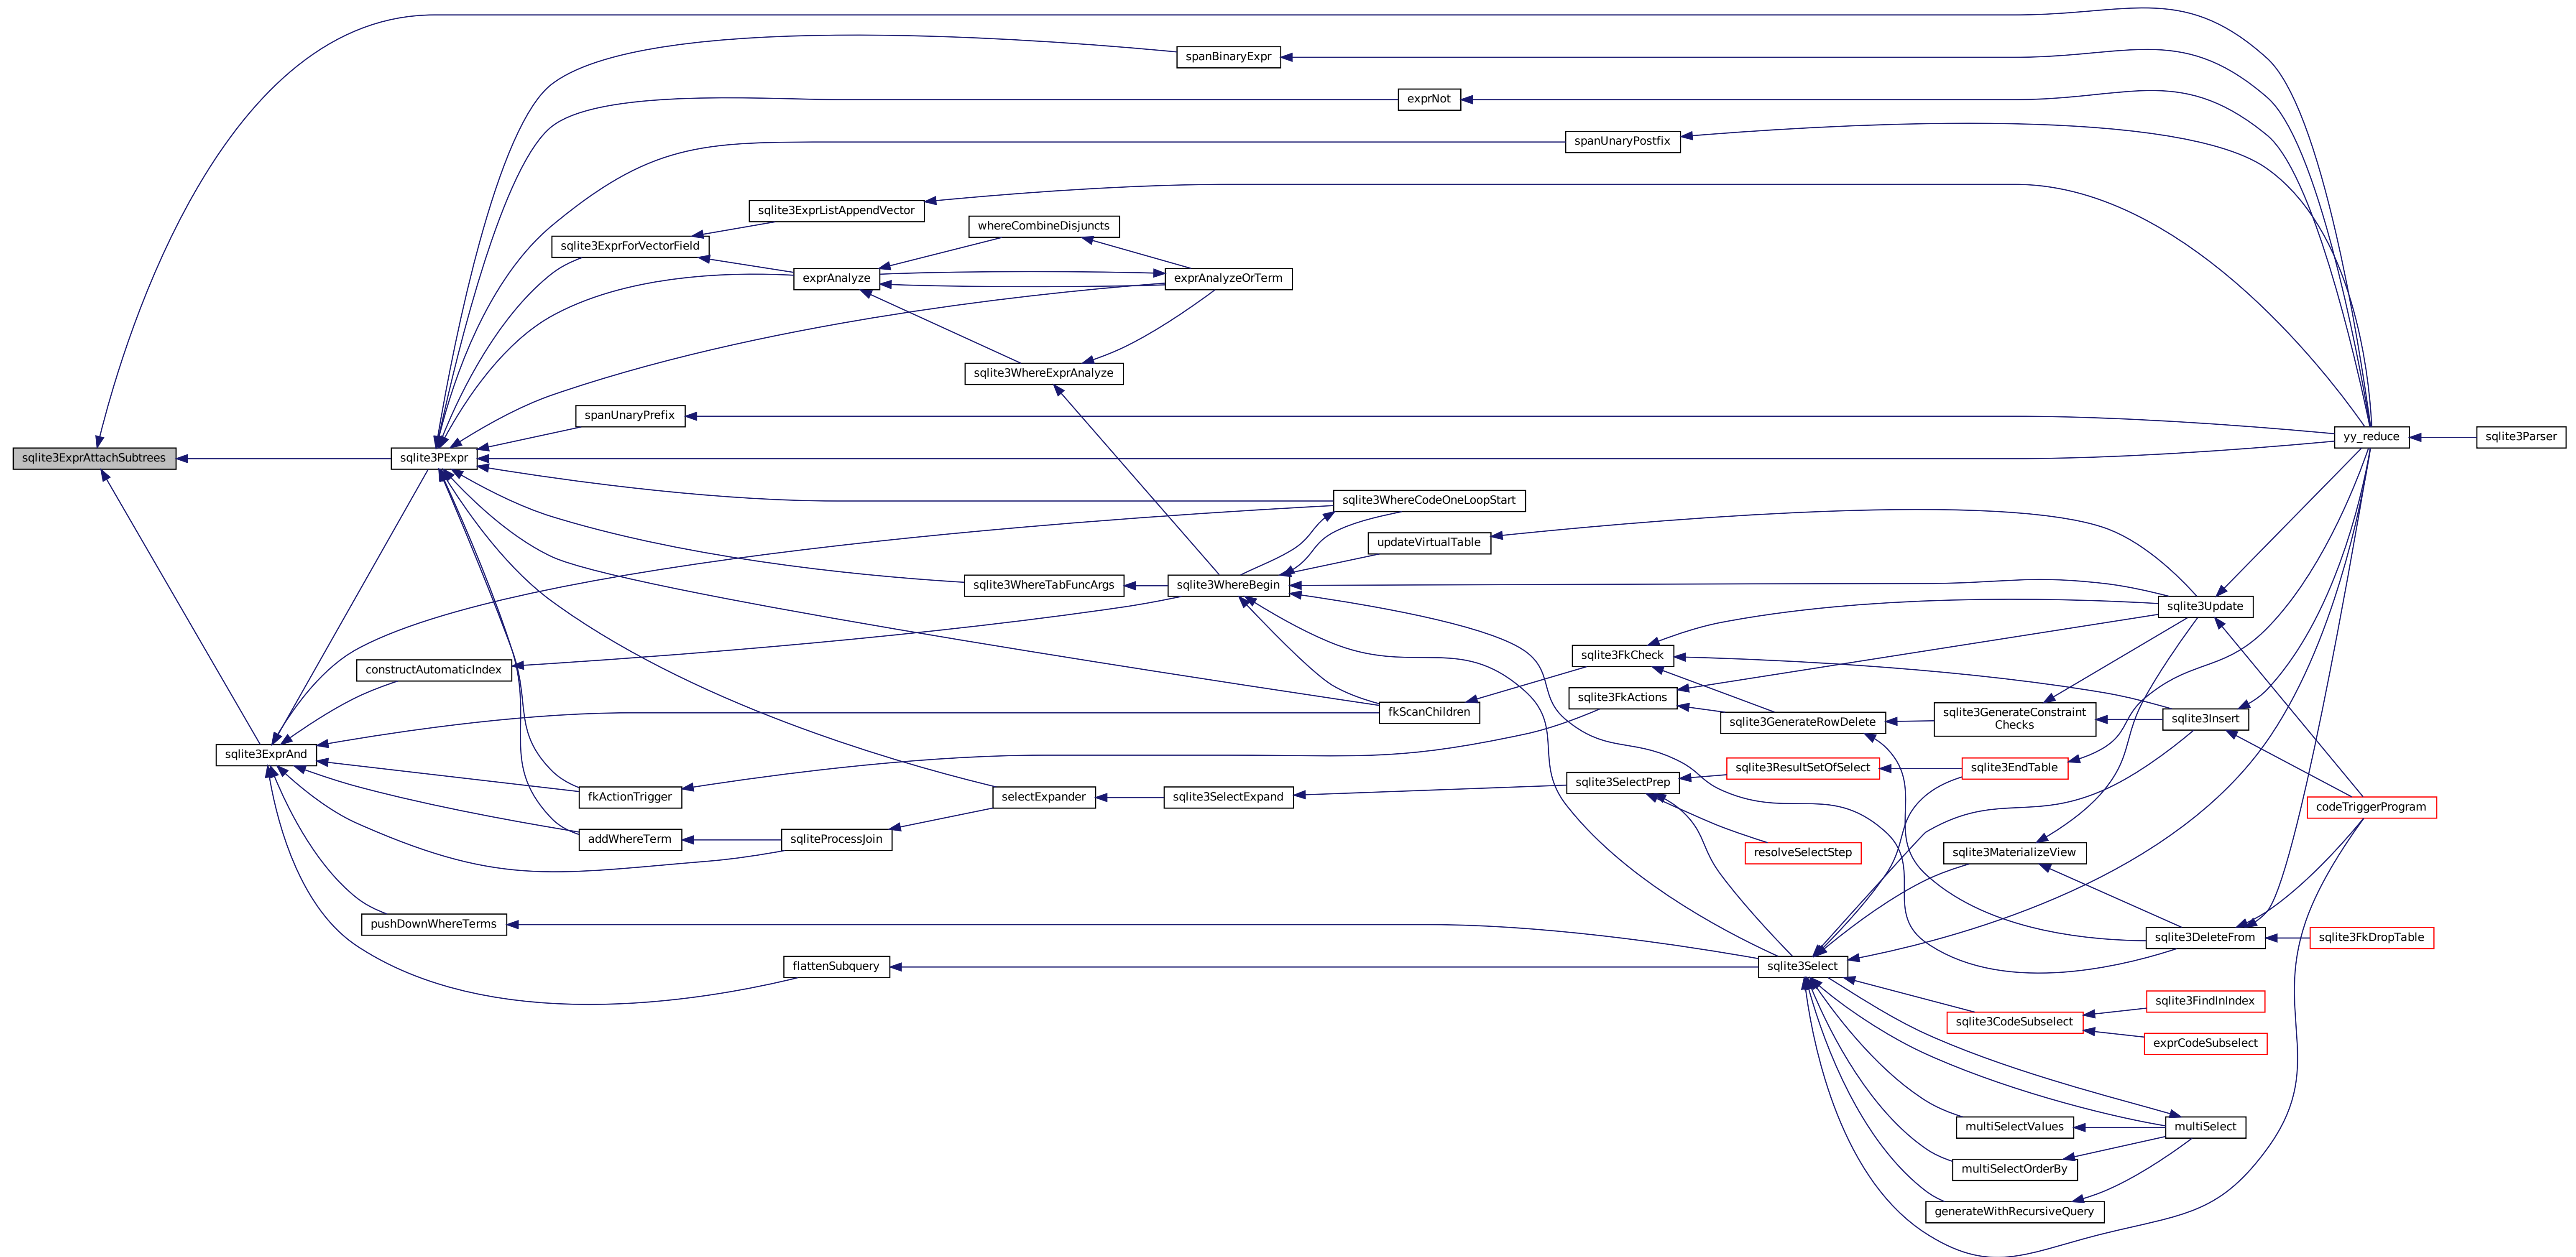 spanBinaryExpr
exprNot
spanUnaryPostfix
sqlite3ExprListAppendVector
whereCombineDisjuncts
sqlite3ExprForVectorField
exprAnalyze
exprAnalyzeOrTerm
sqlite3WhereExprAnalyze
spanUnaryPrefix
yy_reduce
sqlite3Parser
sqlite3ExprAttachSubtrees
sqlite3PExpr
sqlite3WhereCodeOneLoopStart
updateVirtualTable
sqlite3WhereTabFuncArgs
sqlite3WhereBegin
sqlite3Update
sqlite3FkCheck
constructAutomaticIndex
sqlite3FkActions
fkScanChildren
sqlite3GenerateRowDelete
sqlite3GenerateConstraint
Checks
sqlite3Insert
sqlite3ExprAnd
sqlite3ResultSetOfSelect
sqlite3EndTable
sqlite3SelectPrep
fkActionTrigger
selectExpander
sqlite3SelectExpand
codeTriggerProgram
addWhereTerm
sqliteProcessJoin
resolveSelectStep
sqlite3MaterializeView
pushDownWhereTerms
sqlite3DeleteFrom
sqlite3FkDropTable
flattenSubquery
sqlite3Select
sqlite3FindInIndex
sqlite3CodeSubselect
exprCodeSubselect
multiSelectValues
multiSelect
multiSelectOrderBy
generateWithRecursiveQuery